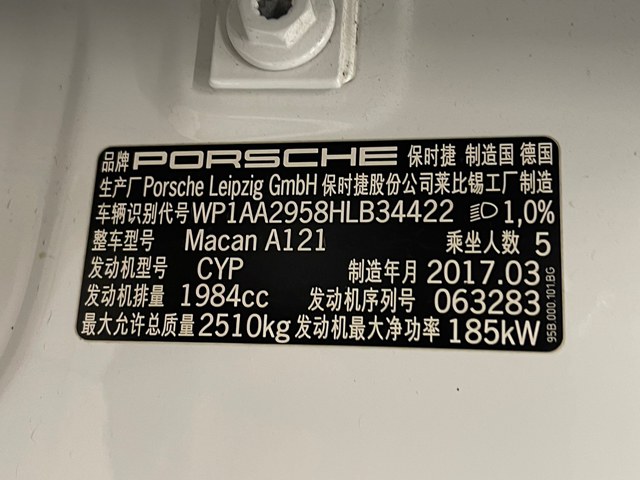 品牌 PORSCHE 保时捷 制造国 德国
生产厂 Porsche Leipzig GmbH 保时捷股份公司莱比锡工厂制造
车辆识别代号 WP1AA2958HLB34422 1,0%
整车型号 Macan A121 乘坐人数 5
发动机型号 CYP 制造年月 2017.03
发动机排量 1984cc 发动机序列号 063283
最大允许总质量 2510kg 发动机最大净功率 185kW
95B.000.101.BG